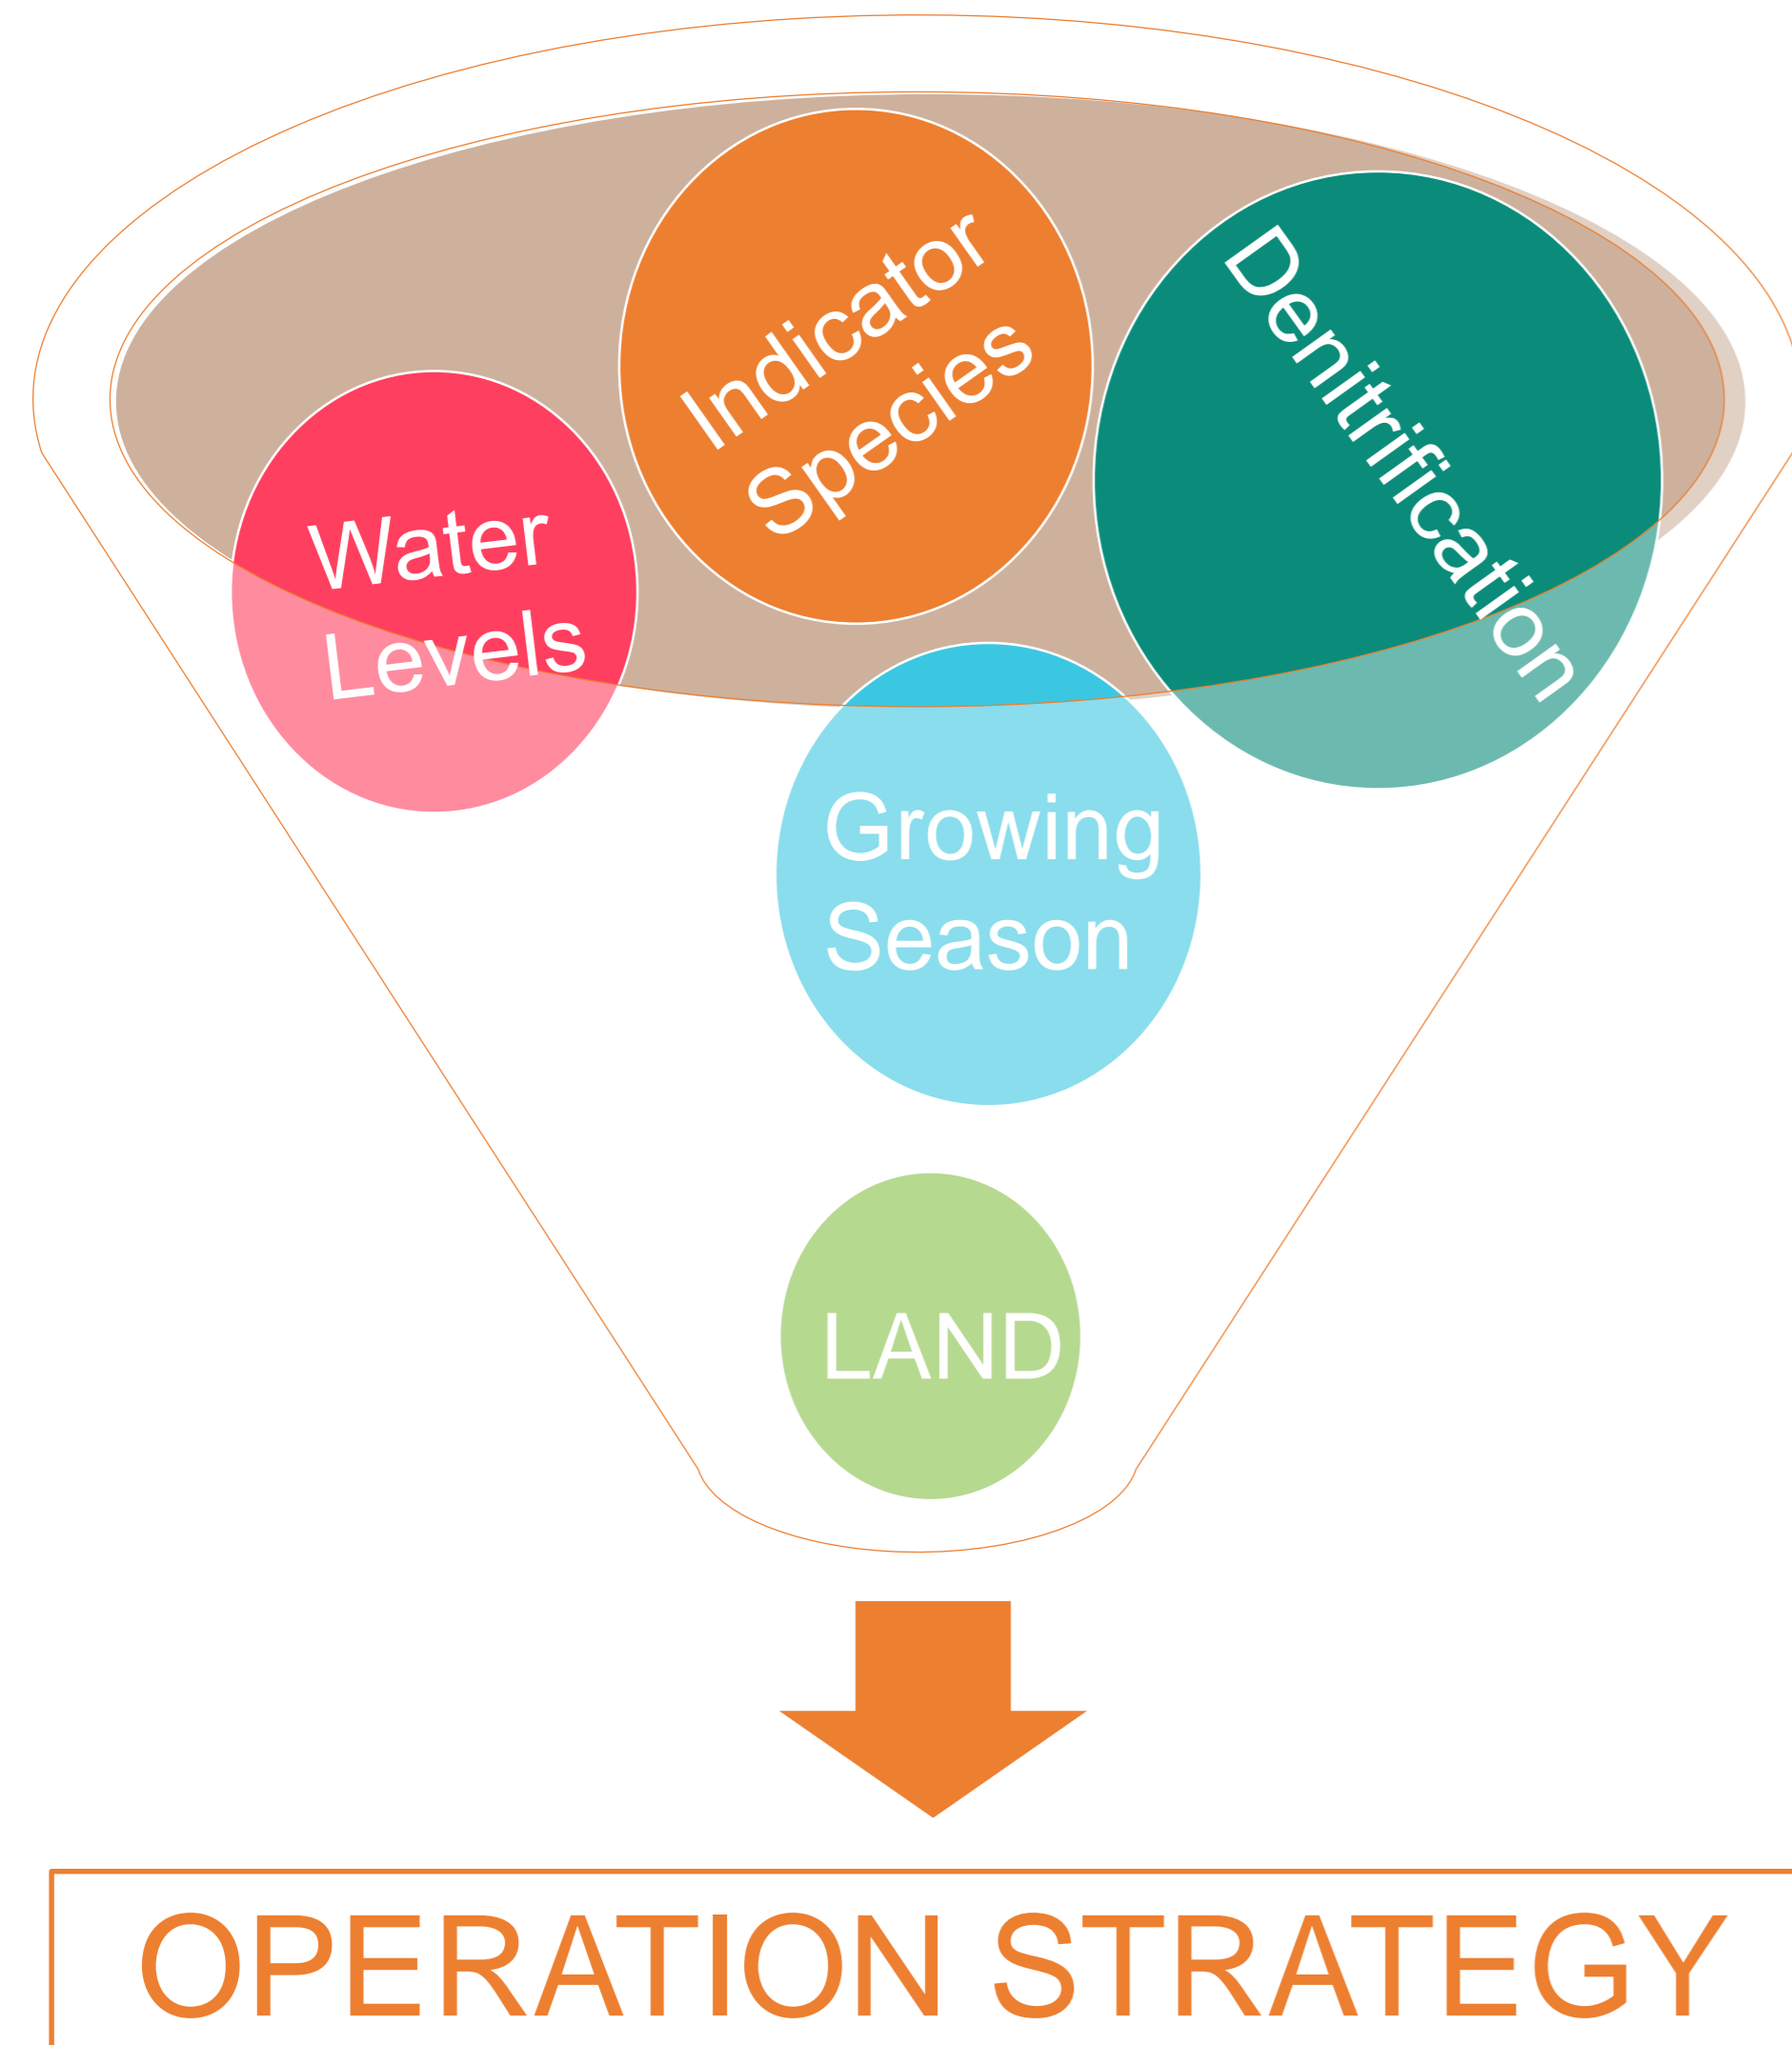 Indicator
Species
Denitrification
Water
Levels
Growing
Season
LAND
OPERATION STRATEGY